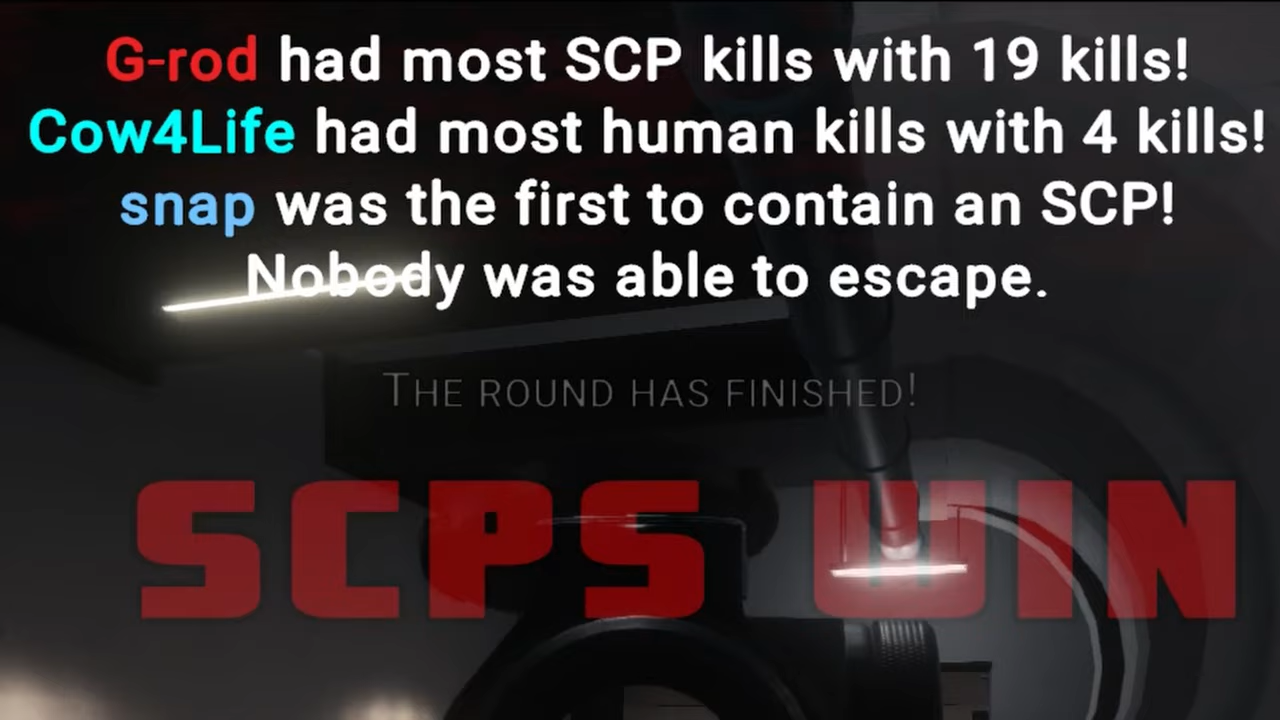 G-rod had most SCP kills with 19 kills!
Cow4Life had most human kills with 4 kills!
snap was the first to contain an SCP!
Nobody was able to escape.
THE ROUND HAS FINISHED!
SCPS WIN